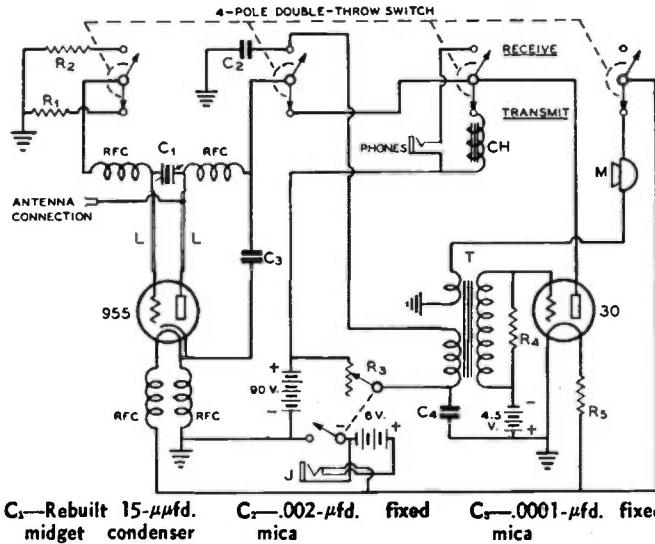 4-POLE DOUBLE-THROW SWITCH
R2
C2
RECEIVE
R1
TRANSMIT
RFC
C1
RFC
PHONES
CH
M
ANTENNA
CONNECTION
L
L
C3
T
955
30
R4
R3
+
90 V.
-
RFC
RFC
- 6V. +
C4
-
4.5
V.
+
R5
J
C₁—Rebuilt 15-μμfd. midget condenser
C₂—.002-μfd. fixed mica
C₃—.0001-μfd. fixed mica